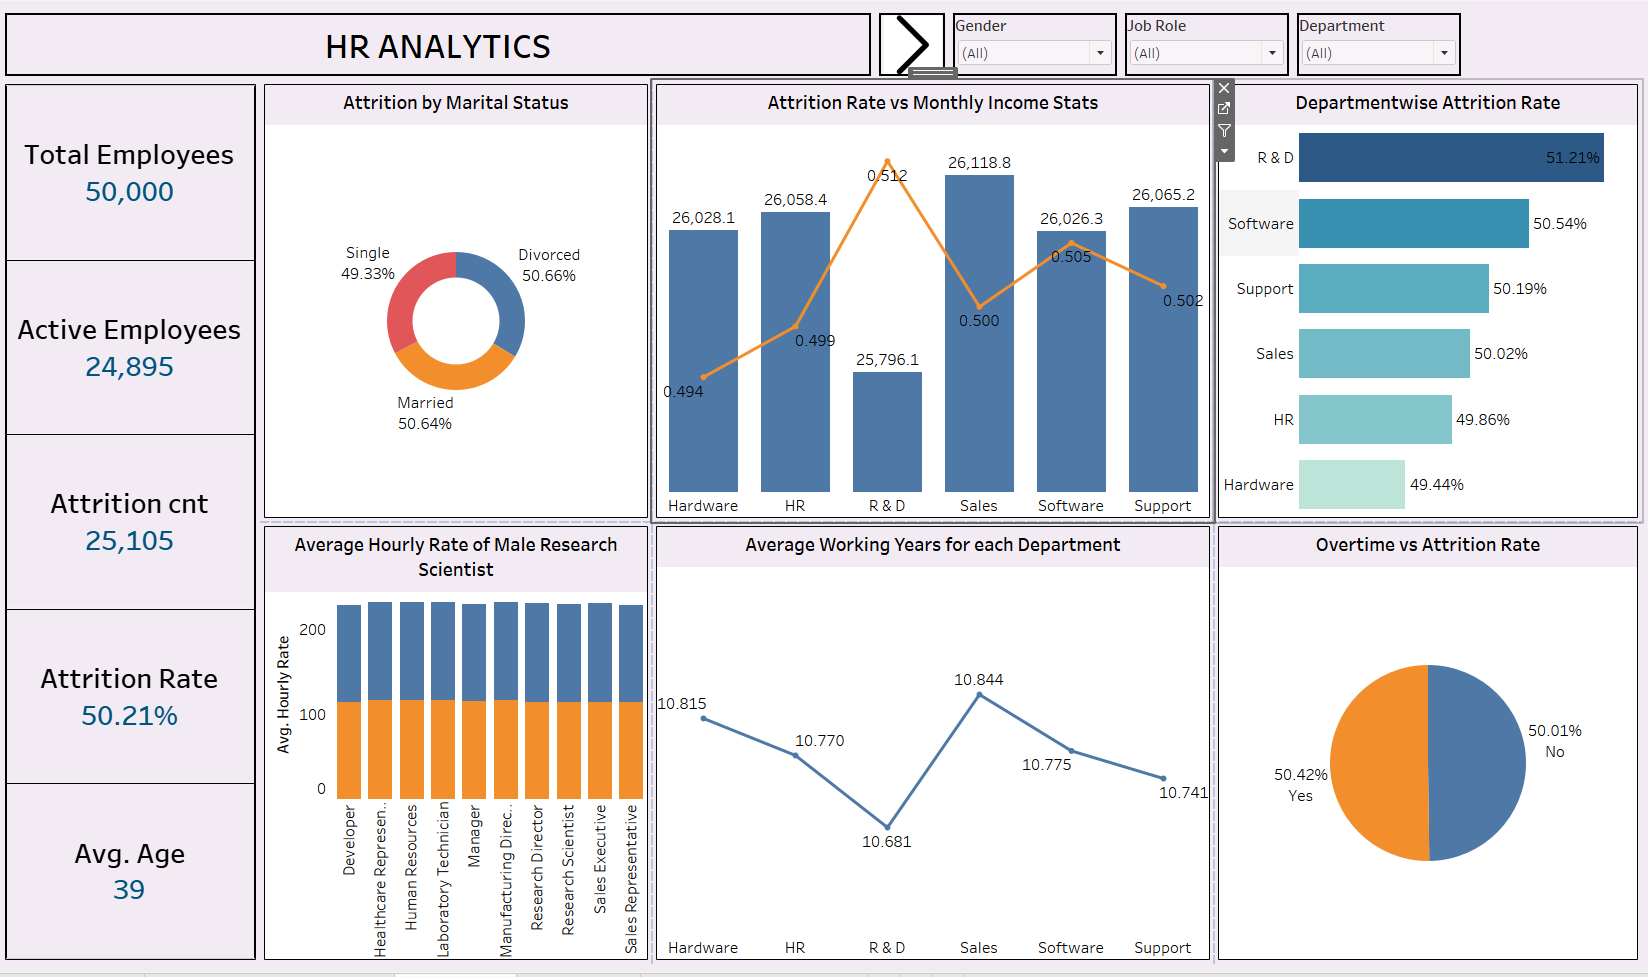 HR ANALYTICS
Gender
(All)
Job Role
(All)
Department
(All)
Total Employees
50,000
Active Employees
24,895
Attrition cnt
25,105
Attrition Rate
50.21%
Avg. Age
39
Attrition by Marital Status
Single
49.33%
Divorced
50.66%
Married
50.64%
Attrition Rate vs Monthly Income Stats
26,028.1
26,058.4
0.512
26,118.8
26,026.3
26,065.2
0.494
0.499
25,796.1
0.500
0.505
0.502
Hardware
HR
R & D
Sales
Software
Support
Departmentwise Attrition Rate
R & D
51.21%
Software
50.54%
Support
50.19%
Sales
50.02%
HR
49.86%
Hardware
49.44%
Average Hourly Rate of Male Research
Scientist
Avg. Hourly Rate
200
100
0
Developer
Healthcare Represen..
Human Resources
Laboratory Technician
Manager
Manufacturing Direc..
Research Director
Research Scientist
Sales Executive
Sales Representative
Average Working Years for each Department
10.815
10.770
10.681
10.844
10.775
10.741
Hardware
HR
R & D
Sales
Software
Support
Overtime vs Attrition Rate
50.01%
No
50.42%
Yes